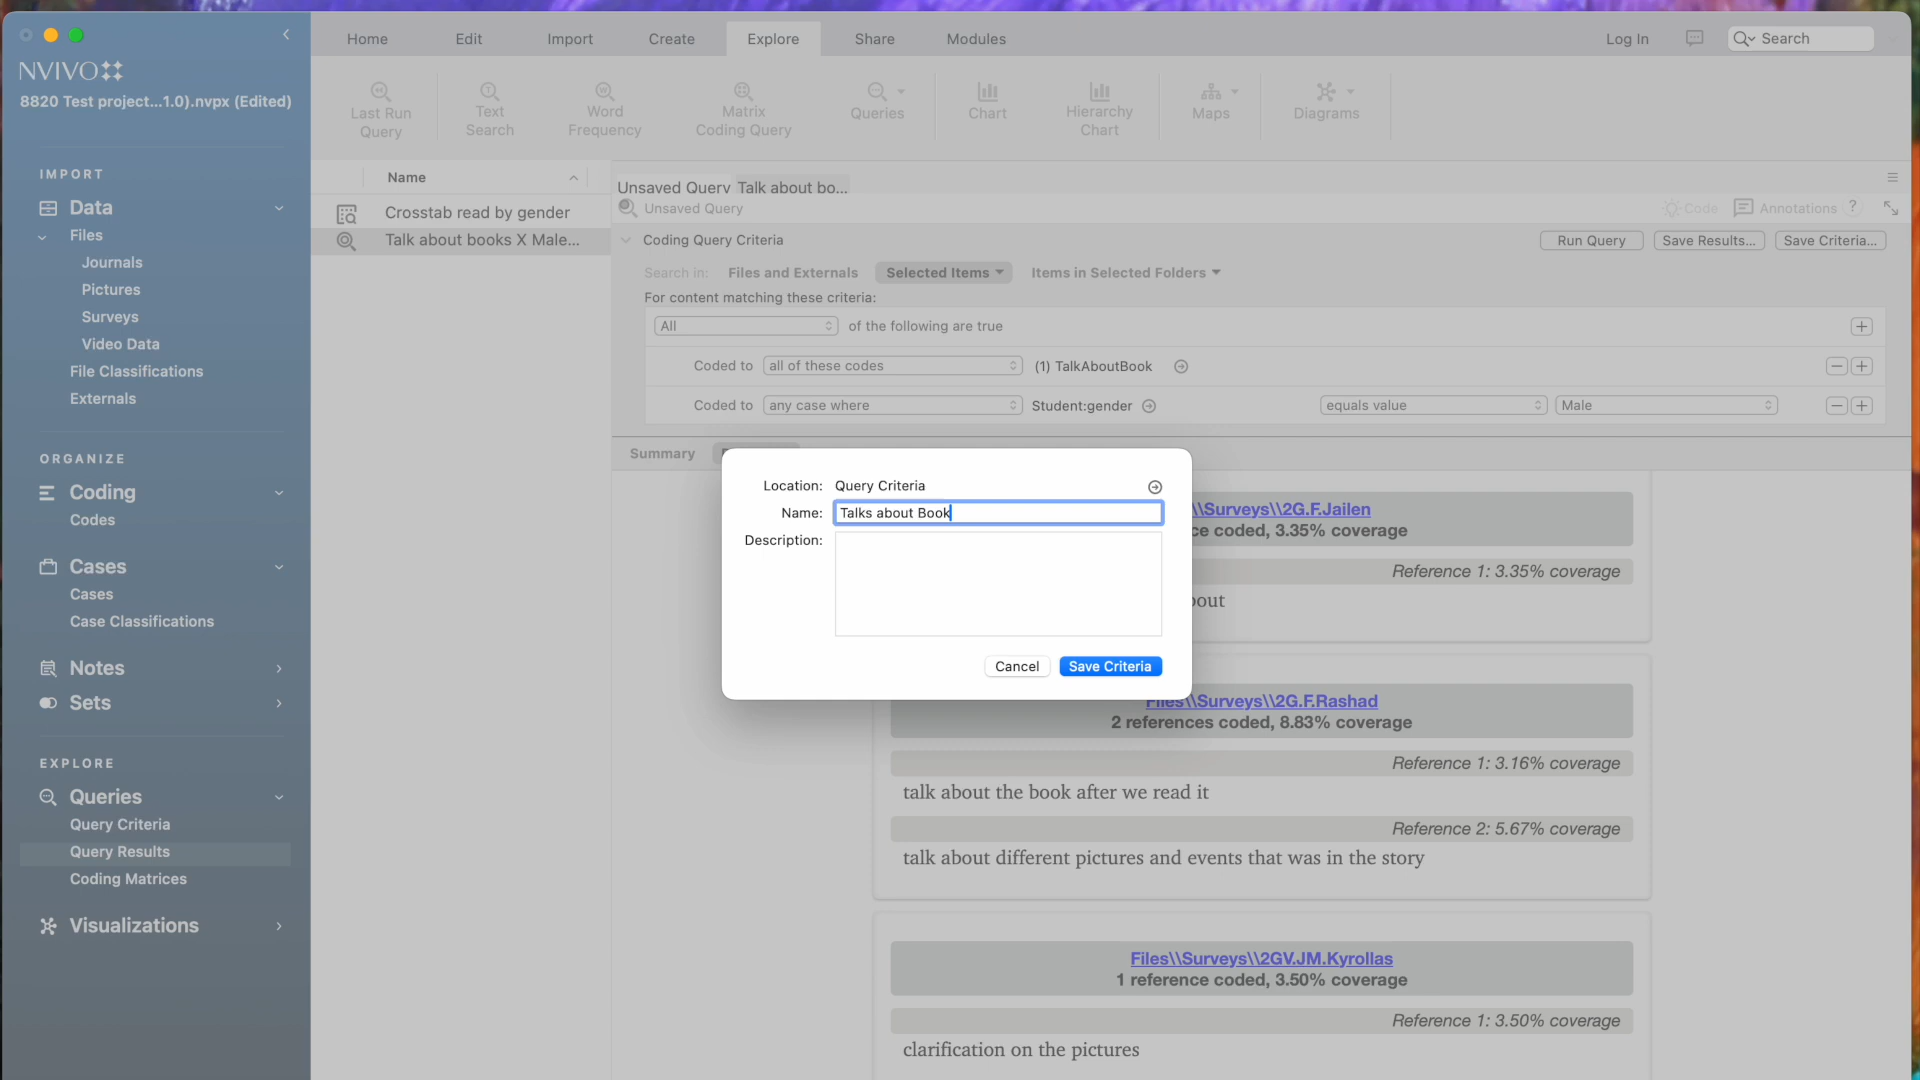 Home Edit Import Create Explore Share Modules Log In Search
NVIVO
8820 Test project...1.0).nvpx (Edited)
Last Run Query
Text Search
Word Frequency
Matrix Coding Query
Queries
Chart
Hierarchy Chart
Maps
Diagrams
IMPORT
Data
Files
Journals
Pictures
Surveys
Video Data
File Classifications
Externals
ORGANIZE
Coding
Codes
Cases
Cases
Case Classifications
Notes
Sets
EXPLORE
Queries
Query Criteria
Query Results
Coding Matrices
Visualizations
Name
Crosstab read by gender
Talk about books X Male...
Unsaved Query Talk about bo...
Unsaved Query Code Annotations ?
Coding Query Criteria Run Query Save Results... Save Criteria...
Search in: Files and Externals Selected Items Items in Selected Folders
For content matching these criteria:
All of the following are true
Coded to all of these codes (1) TalkAboutBook
Coded to any case where Student:gender equals value Male
Summary
Location: Query Criteria
Name: Talks about Book
Description:
Cancel Save Criteria
\\Surveys\\2G.F.Jailen
ce coded, 3.35% coverage
Reference 1: 3.35% coverage
bout
Files\\Surveys\\2G.F.Rashad
2 references coded, 8.83% coverage
Reference 1: 3.16% coverage
talk about the book after we read it
Reference 2: 5.67% coverage
talk about different pictures and events that was in the story
Files\\Surveys\\2GV.JM.Kyrollas
1 reference coded, 3.50% coverage
Reference 1: 3.50% coverage
clarification on the pictures